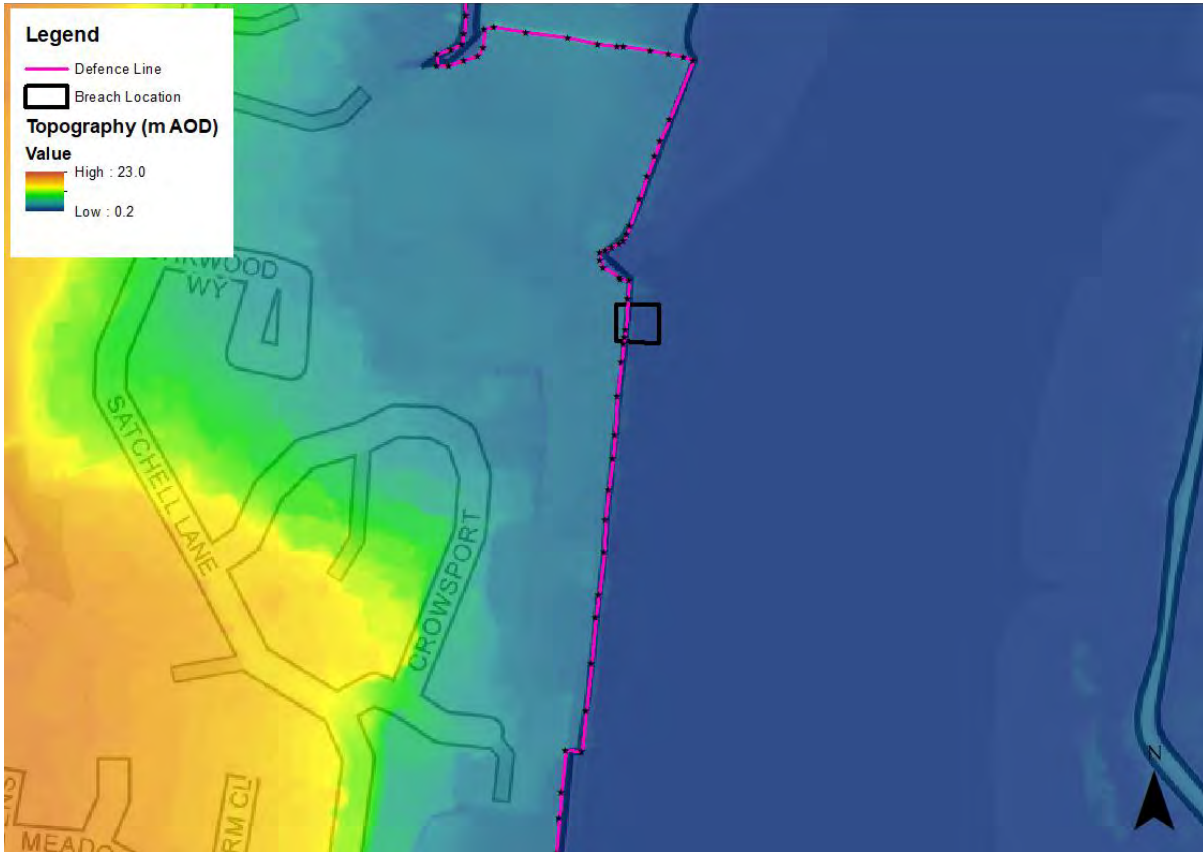 Legend
Defence Line
Breach Location
Topography (m AOD)
Value
High : 23.0
Low : 0.2
WY
SATCHELL LANE
CROWSPORT
RM CL
MEADO
N